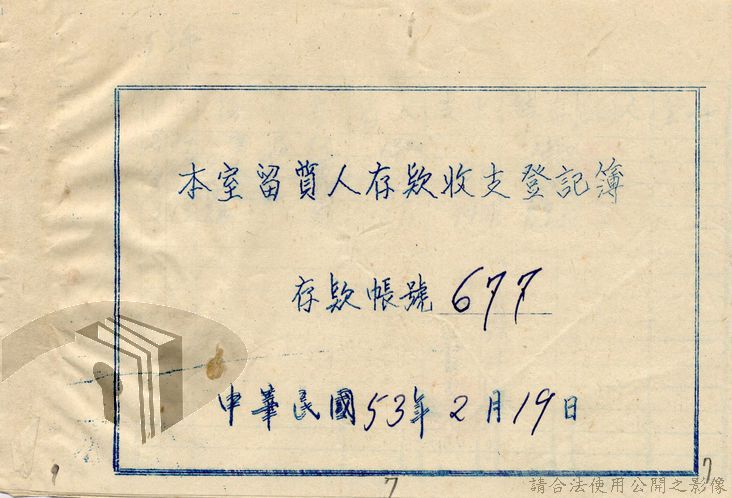 本室留質人存款收支登記簿
存款帳號 677
中華民國53年2月19日
7
7
請合法使用公開之影像